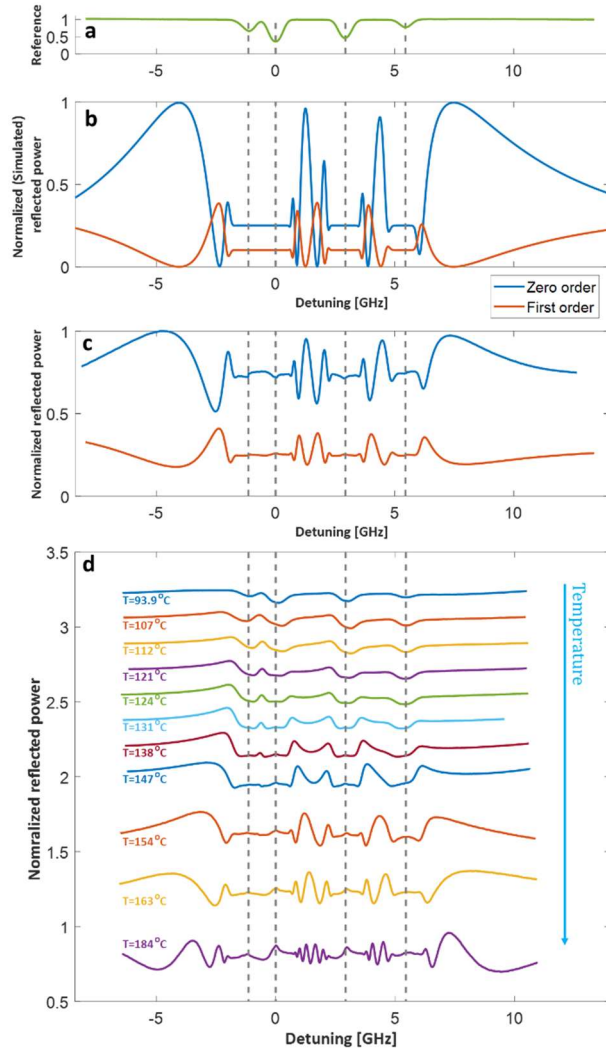 Reference
a
1
0.5
-5
0
5
10
b
Normalized (Simulated)
reflected power
1
0.5
0
-5
0
5
10
Detuning [GHz]
Zero order
First order
c
Normalized reflected power
1
0.5
0
-5
0
5
10
Detuning [GHz]
d
Nomralized reflected power
3.5
3
2.5
2
1.5
1
0.5
T=93.9°C
T=107°C
T=112°C
T=121°C
T=124°C
T=131°C
T=138°C
T=147°C
T=154°C
T=163°C
T=184°C
Temperature
-5
0
5
10
Detuning [GHz]